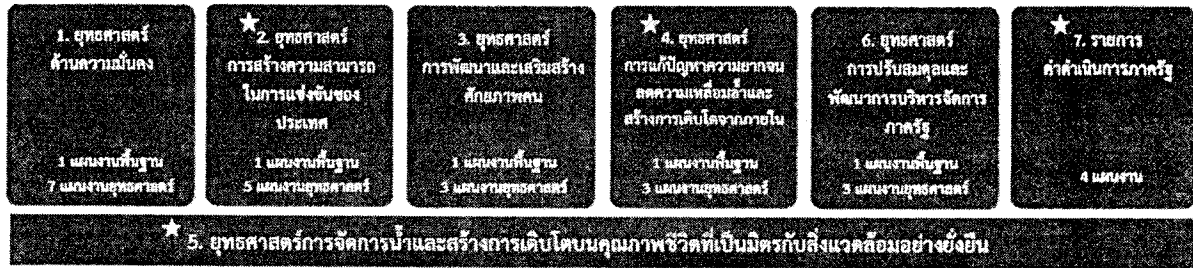 1. ยุทธศาสตร์
ด้านความมั่นคง
1 แผนงานพื้นฐาน
7 แผนงานยุทธศาสตร์
2. ยุทธศาสตร์
การสร้างความสามารถ
ในการแข่งขันของ
ประเทศ
1 แผนงานพื้นฐาน
5 แผนงานยุทธศาสตร์
3. ยุทธศาสตร์
การพัฒนาและเสริมสร้าง
ศักยภาพคน
1 แผนงานพื้นฐาน
3 แผนงานยุทธศาสตร์
4. ยุทธศาสตร์
การแก้ปัญหาความยากจน
ลดความเหลื่อมล้ำและ
สร้างการเติบโตจากภายใน
1 แผนงานพื้นฐาน
3 แผนงานยุทธศาสตร์
6. ยุทธศาสตร์
การปรับสมดุลและ
พัฒนาการบริหารจัดการ
ภาครัฐ
1 แผนงานพื้นฐาน
3 แผนงานยุทธศาสตร์
7. รายการ
ค่าดำเนินการภาครัฐ
4 แผนงาน
5. ยุทธศาสตร์การจัดการน้ำและสร้างการเติบโตบนคุณภาพชีวิตที่เป็นมิตรกับสิ่งแวดล้อมอย่างยั่งยืน